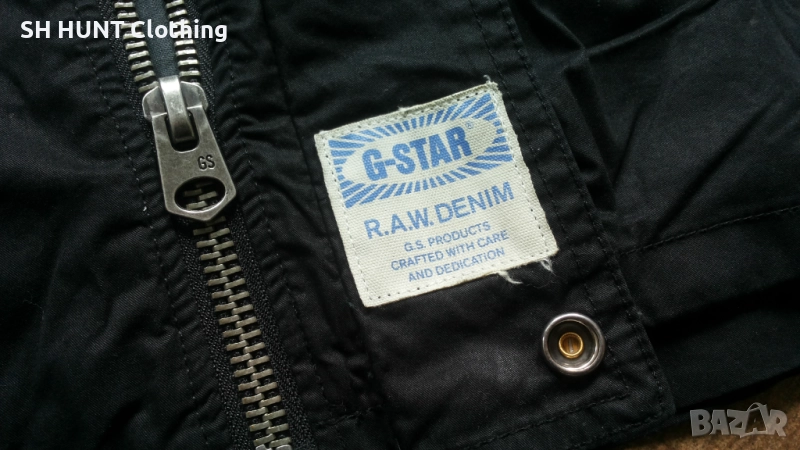 SH HUNT Clothing
GS
G-STAR
R.A.W. DENIM
G.S. PRODUCTS
CRAFTED WITH CARE
AND DEDICATION
BAZAR